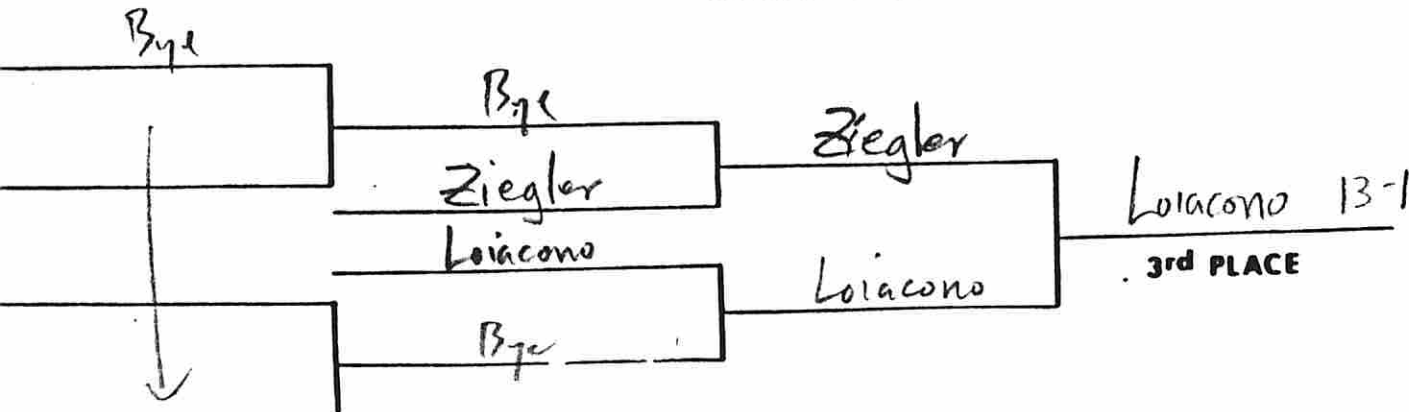 Bye
Bye
Ziegler
Ziegler
Loiacono
Loiacono 13-1
3rd PLACE
Loiacono
Bye